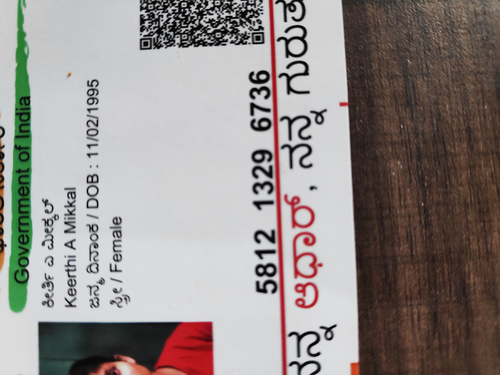 Government of India
ಕೀರ್ತಿ ಎ ಮೀಕ್ಕಲ್
Keerthi A Mikkal
ಜನ್ಮ ದಿನಾಂಕ / DOB : 11/02/1995
ಸ್ತ್ರೀ / Female
5812 1329 6736
ನನ್ನ ಆಧಾರ್, ನನ್ನ ಗುರುತ